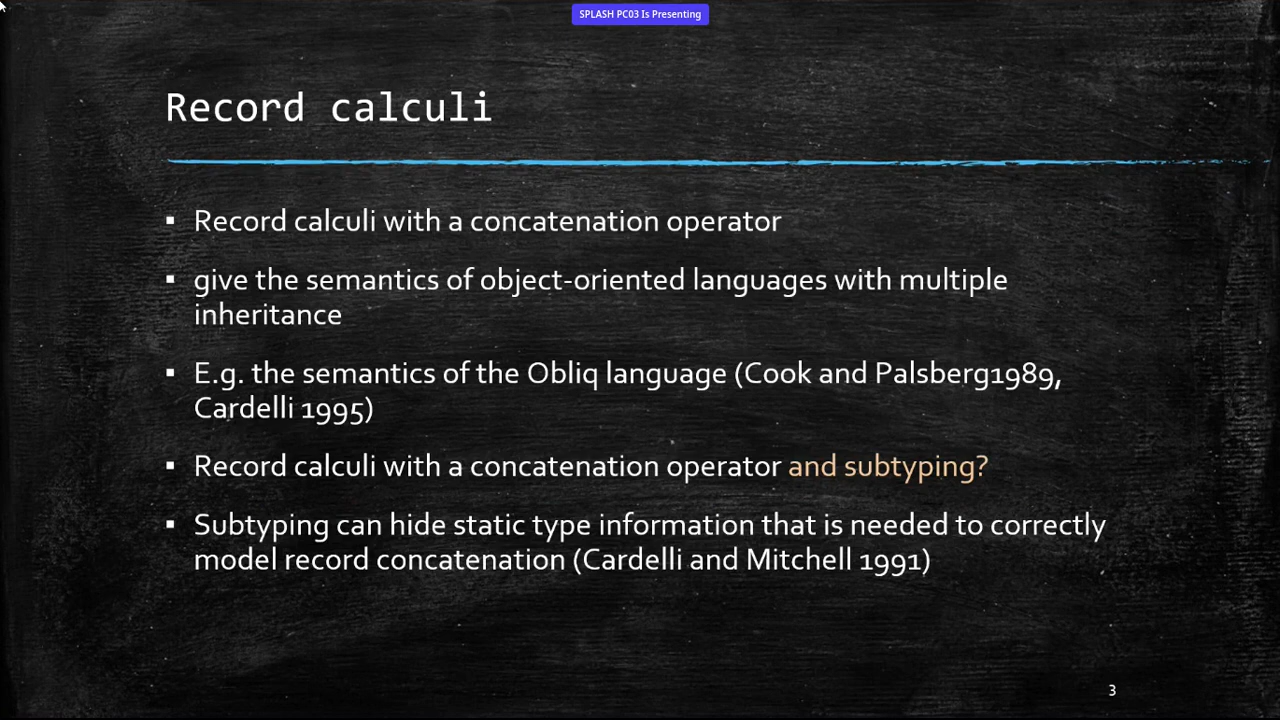 SPLASH PC03 Is Presenting
Record calculi
▪ Record calculi with a concatenation operator
▪ give the semantics of object-oriented languages with multiple
inheritance
▪ E.g. the semantics of the Obliq language (Cook and Palsberg1989,
Cardelli 1995)
▪ Record calculi with a concatenation operator and subtyping?
▪ Subtyping can hide static type information that is needed to correctly
model record concatenation (Cardelli and Mitchell 1991)
3